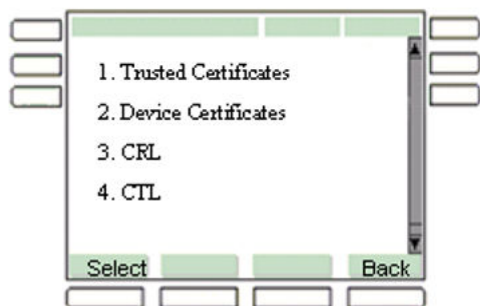 1. Trusted Certificates
2. Device Certificates
3. CRL
4. CTL
Select Back